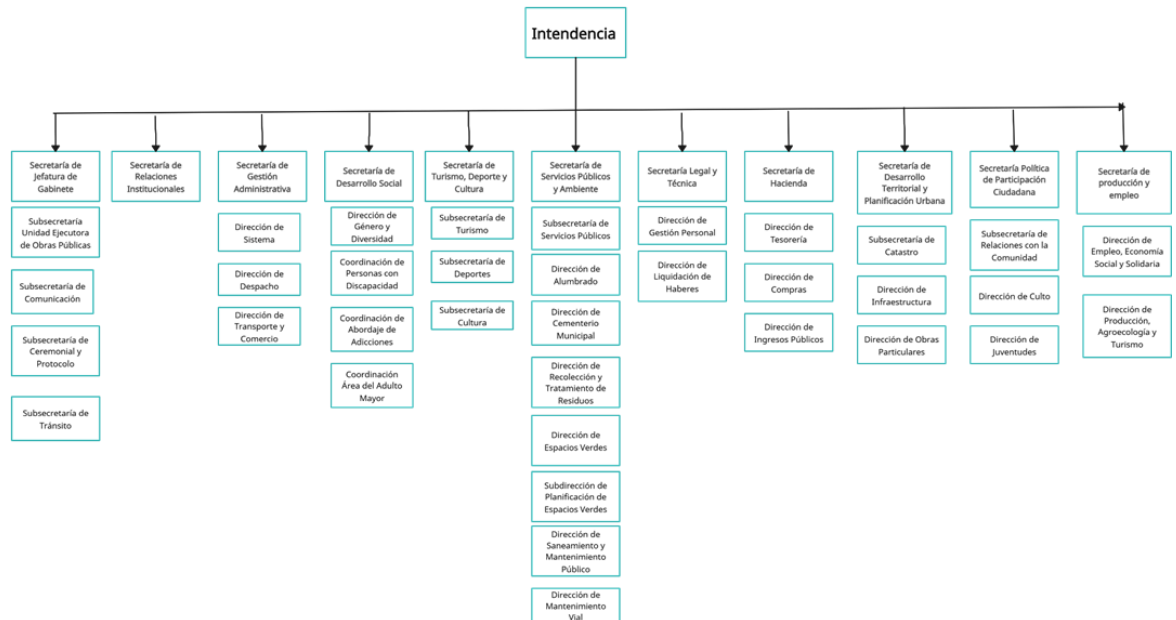 Intendencia
Secretaría de
Jefatura de
Gabinete
Subsecretaría
Unidad Ejecutora
de Obras Públicas
Subsecretaría de
Comunicación
Subsecretaría de
Ceremonial y
Protocolo
Subsecretaría de
Tránsito
Secretaría de
Relaciones
Institucionales
Secretaría de
Gestión
Administrativa
Dirección de
Sistema
Dirección de
Despacho
Dirección de
Transporte y
Comercio
Secretaría de
Desarrollo Social
Dirección de
Género y
Diversidad
Coordinación de
Personas con
Discapacidad
Coordinación de
Abordaje de
Adicciones
Coordinación
Área del Adulto
Mayor
Secretaría de
Turismo, Deporte y
Cultura
Subsecretaría de
Turismo
Subsecretaría de
Deportes
Subsecretaría de
Cultura
Secretaría de
Servicios Públicos
y Ambiente
Subsecretaría de
Servicios Públicos
Dirección de
Alumbrado
Dirección de
Cementerio
Municipal
Dirección de
Recolección y
Tratamiento de
Residuos
Dirección de
Espacios Verdes
Subdirección de
Planificación de
Espacios Verdes
Dirección de
Saneamiento y
Mantenimiento
Público
Dirección de
Mantenimiento
Vial
Secretaría Legal y
Técnica
Dirección de
Gestión Personal
Dirección de
Liquidación de
Haberes
Secretaría de
Hacienda
Dirección de
Tesorería
Dirección de
Compras
Dirección de
Ingresos Públicos
Secretaría de
Desarrollo
Territorial y
Planificación Urbana
Subsecretaría de
Catastro
Dirección de
Infraestructura
Dirección de Obras
Particulares
Secretaría Política
de Participación
Ciudadana
Subsecretaría de
Relaciones con la
Comunidad
Dirección de Culto
Dirección de
Juventudes
Secretaría de
producción y
empleo
Dirección de
Empleo, Economía
Social y Solidaria
Dirección de
Producción,
Agroecología y
Turismo